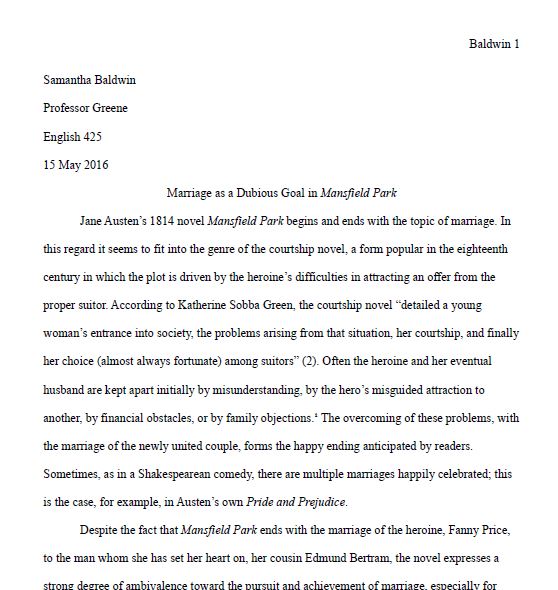 Baldwin 1
Samantha Baldwin
Professor Greene
English 425
15 May 2016
Marriage as a Dubious Goal in Mansfield Park
Jane Austen’s 1814 novel Mansfield Park begins and ends with the topic of marriage. In
this regard it seems to fit into the genre of the courtship novel, a form popular in the eighteenth
century in which the plot is driven by the heroine’s difficulties in attracting an offer from the
proper suitor. According to Katherine Sobba Green, the courtship novel “detailed a young
woman’s entrance into society, the problems arising from that situation, her courtship, and finally
her choice (almost always fortunate) among suitors” (2). Often the heroine and her eventual
husband are kept apart initially by misunderstanding, by the hero’s misguided attraction to
another, by financial obstacles, or by family objections.¹ The overcoming of these problems, with
the marriage of the newly united couple, forms the happy ending anticipated by readers.
Sometimes, as in a Shakespearean comedy, there are multiple marriages happily celebrated; this
is the case, for example, in Austen’s own Pride and Prejudice.
Despite the fact that Mansfield Park ends with the marriage of the heroine, Fanny Price,
to the man whom she has set her heart on, her cousin Edmund Bertram, the novel expresses a
strong degree of ambivalence toward the pursuit and achievement of marriage, especially for